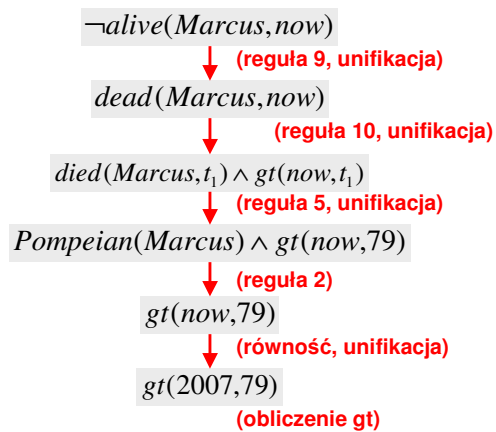 ¬alive(Marcus,now)
(reguła 9, unifikacja)
dead(Marcus,now)
(reguła 10, unifikacja)
died(Marcus,t₁) ∧ gt(now,t₁)
(reguła 5, unifikacja)
Pompeian(Marcus) ∧ gt(now,79)
(reguła 2)
gt(now,79)
(równość, unifikacja)
gt(2007,79)
(obliczenie gt)